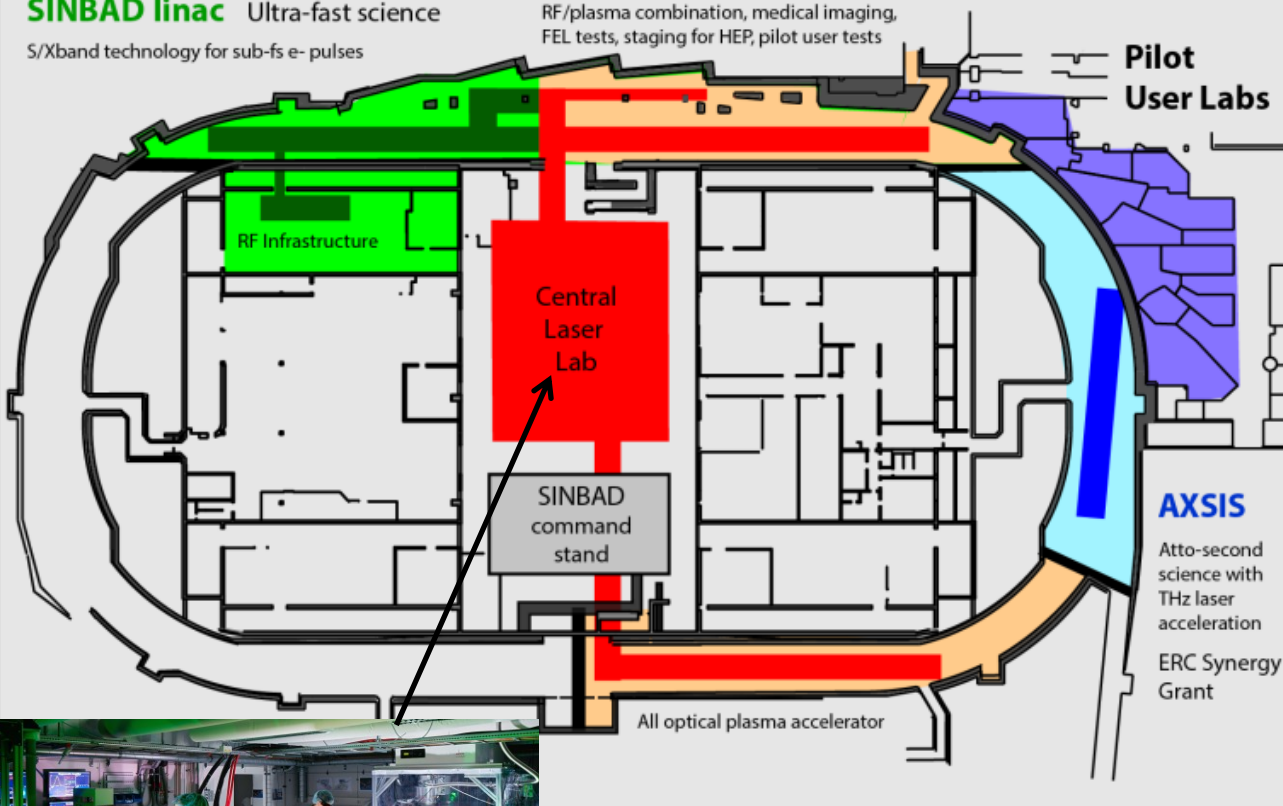 SINBAD linac Ultra-fast science
S/Xband technology for sub-fs e- pulses
RF/plasma combination, medical imaging,
FEL tests, staging for HEP, pilot user tests
Pilot
User Labs
RF Infrastructure
Central
Laser
Lab
SINBAD
command
stand
AXSIS
Atto-second
science with
THz laser
acceleration
ERC Synergy
Grant
All optical plasma accelerator